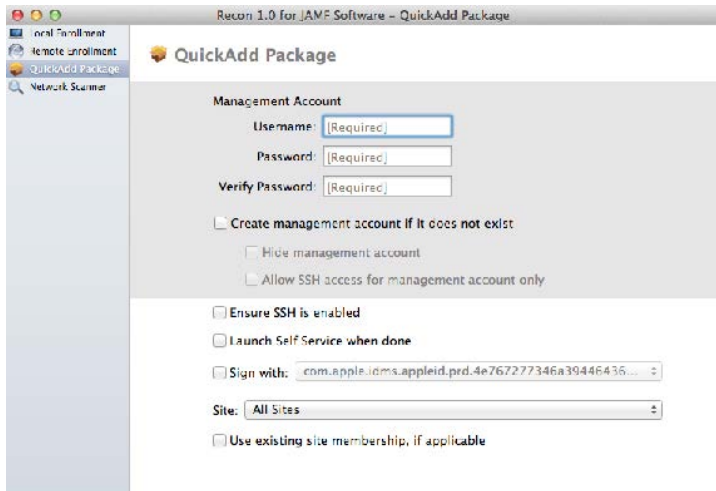 Recon 1.0 for JAMF Software – QuickAdd Package
Local Enrollment
Remote Enrollment
QuickAdd Package
Network Scanner
QuickAdd Package
Management Account
Username: [Required]
Password: [Required]
Verify Password: [Required]
Create management account if it does not exist
Hide management account
Allow SSH access for management account only
Ensure SSH is enabled
Launch Self Service when done
Sign with: com.apple.idms.appleid.prd.4e767277346a39446436...
Site: All Sites
Use existing site membership, if applicable